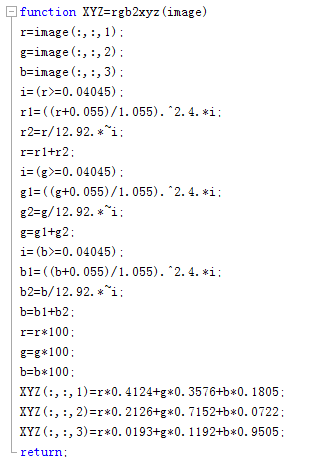 function XYZ=rgb2xyz(image)
r=image(:,:,1);
g=image(:,:,2);
b=image(:,:,3);
i=(r>=0.04045);
r1=((r+0.055)/1.055).^2.4.*i;
r2=r/12.92.*~i;
r=r1+r2;
i=(g>=0.04045);
g1=((g+0.055)/1.055).^2.4.*i;
g2=g/12.92.*~i;
g=g1+g2;
i=(b>=0.04045);
b1=((b+0.055)/1.055).^2.4.*i;
b2=b/12.92.*~i;
b=b1+b2;
r=r*100;
g=g*100;
b=b*100;
XYZ(:,:,1)=r*0.4124+g*0.3576+b*0.1805;
XYZ(:,:,2)=r*0.2126+g*0.7152+b*0.0722;
XYZ(:,:,3)=r*0.0193+g*0.1192+b*0.9505;
return;